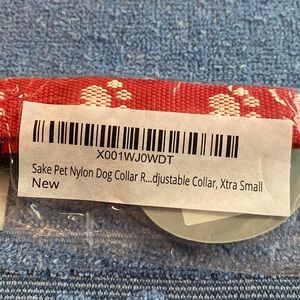 X001WJ0WDT
Sake Pet Nylon Dog Collar R...djustable Collar, Xtra Small
New